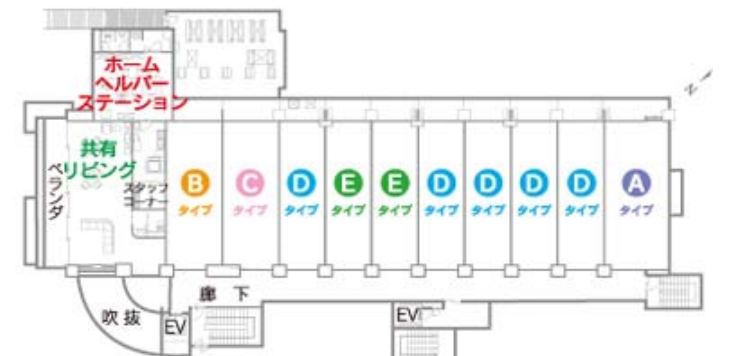 ホーム
ヘルパー
ステーション
N
共有
リビング
ベランダ
スタッフ
コーナー
B C D E E D D D D A
タイプ タイプ タイプ タイプ タイプ タイプ タイプ タイプ タイプ タイプ
廊下
吹抜
EV
EV